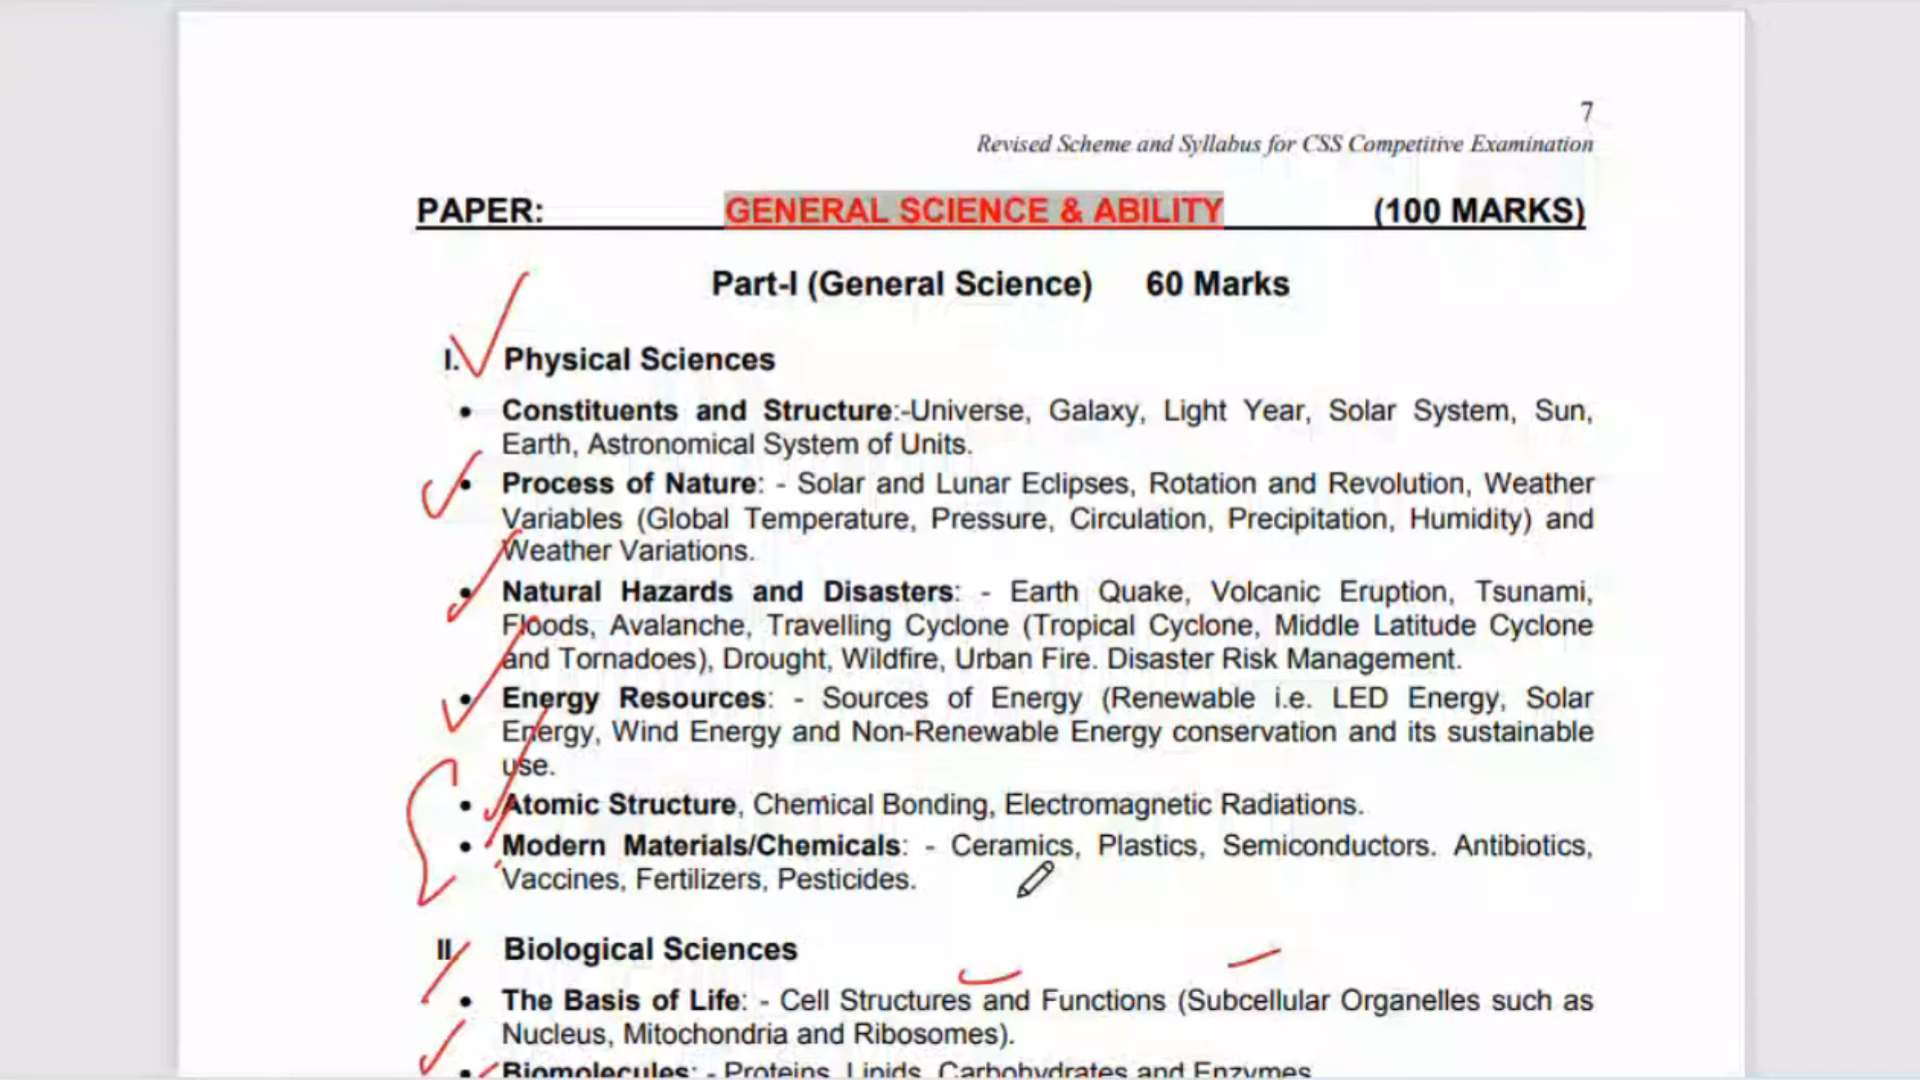 7
Revised Scheme and Syllabus for CSS Competitive Examination
PAPER: GENERAL SCIENCE & ABILITY (100 MARKS)
Part-I (General Science) 60 Marks
I. Physical Sciences
• Constituents and Structure:-Universe, Galaxy, Light Year, Solar System, Sun,
Earth, Astronomical System of Units.
• Process of Nature: - Solar and Lunar Eclipses, Rotation and Revolution, Weather
Variables (Global Temperature, Pressure, Circulation, Precipitation, Humidity) and
Weather Variations.
• Natural Hazards and Disasters: - Earth Quake, Volcanic Eruption, Tsunami,
Floods, Avalanche, Travelling Cyclone (Tropical Cyclone, Middle Latitude Cyclone
and Tornadoes), Drought, Wildfire, Urban Fire. Disaster Risk Management.
• Energy Resources: - Sources of Energy (Renewable i.e. LED Energy, Solar
Energy, Wind Energy and Non-Renewable Energy conservation and its sustainable
use.
• Atomic Structure, Chemical Bonding, Electromagnetic Radiations.
• Modern Materials/Chemicals: - Ceramics, Plastics, Semiconductors. Antibiotics,
Vaccines, Fertilizers, Pesticides.
II. Biological Sciences
• The Basis of Life: - Cell Structures and Functions (Subcellular Organelles such as
Nucleus, Mitochondria and Ribosomes).
• Biomolecules: - Proteins, Lipids, Carbohydrates and Enzymes.